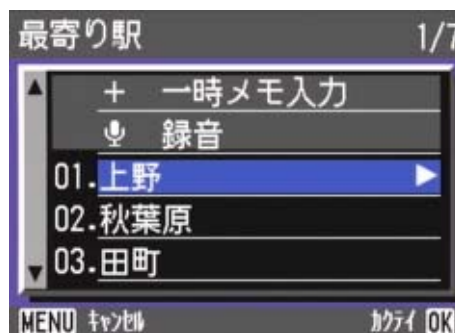 最寄り駅 1/7
+ 一時メモ入力
録音
01.上野
02.秋葉原
03.田町
MENU ｷｬﾝｾﾙ ｶｸﾃｲ OK